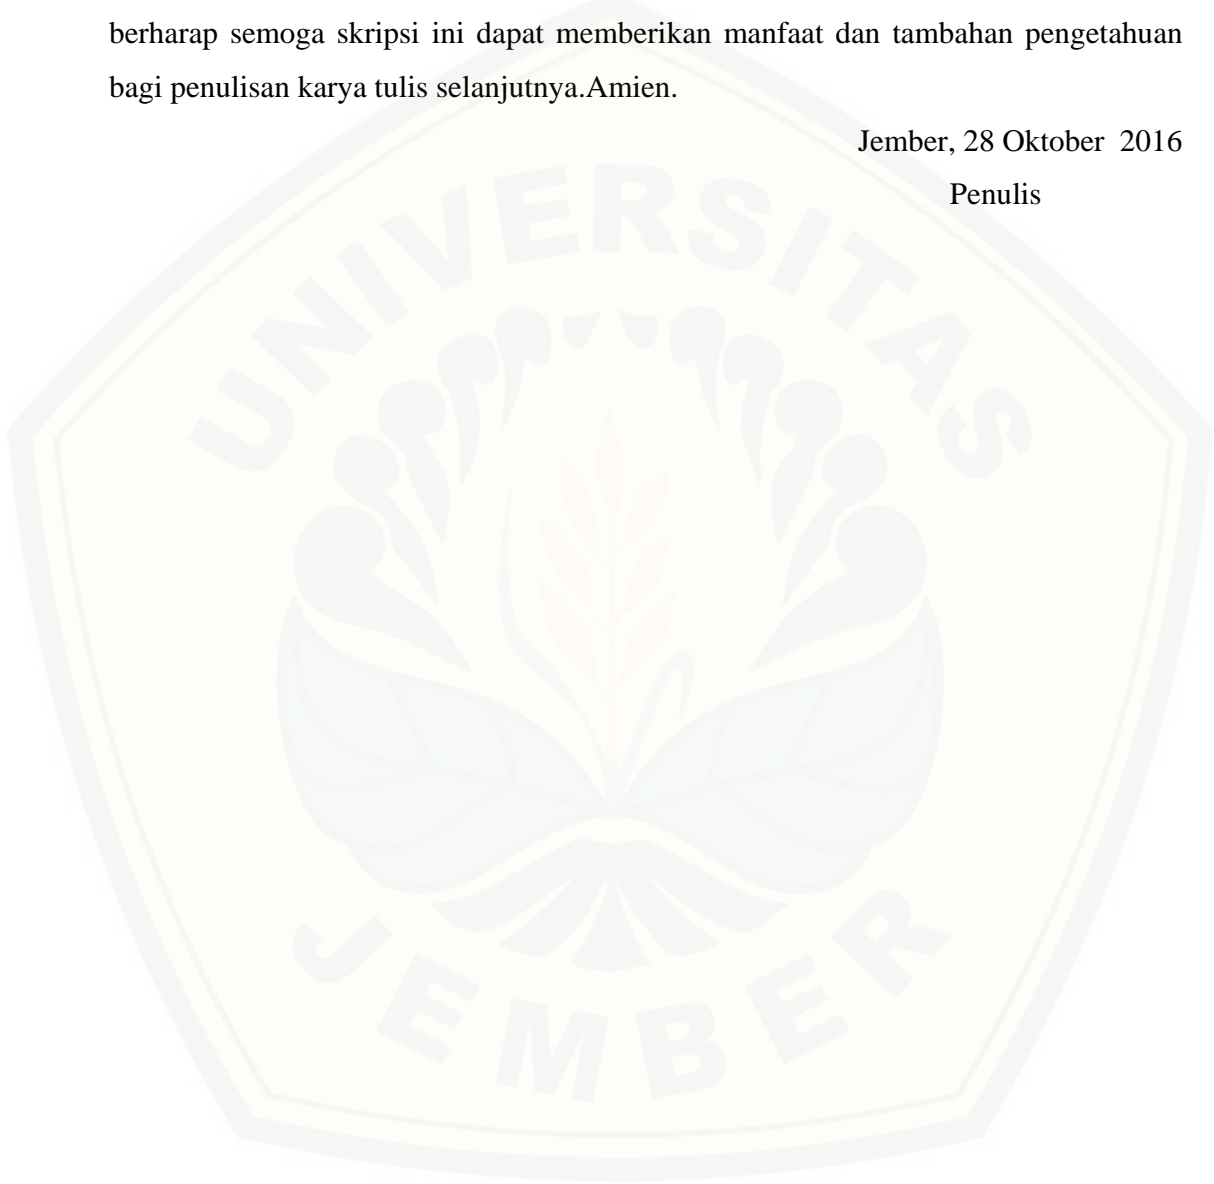 berharap semoga skripsi ini dapat memberikan manfaat dan tambahan pengetahuan
bagi penulisan karya tulis selanjutnya.Amien.
Jember, 28 Oktober  2016
Penulis
UNIVERSITAS
JEMBER